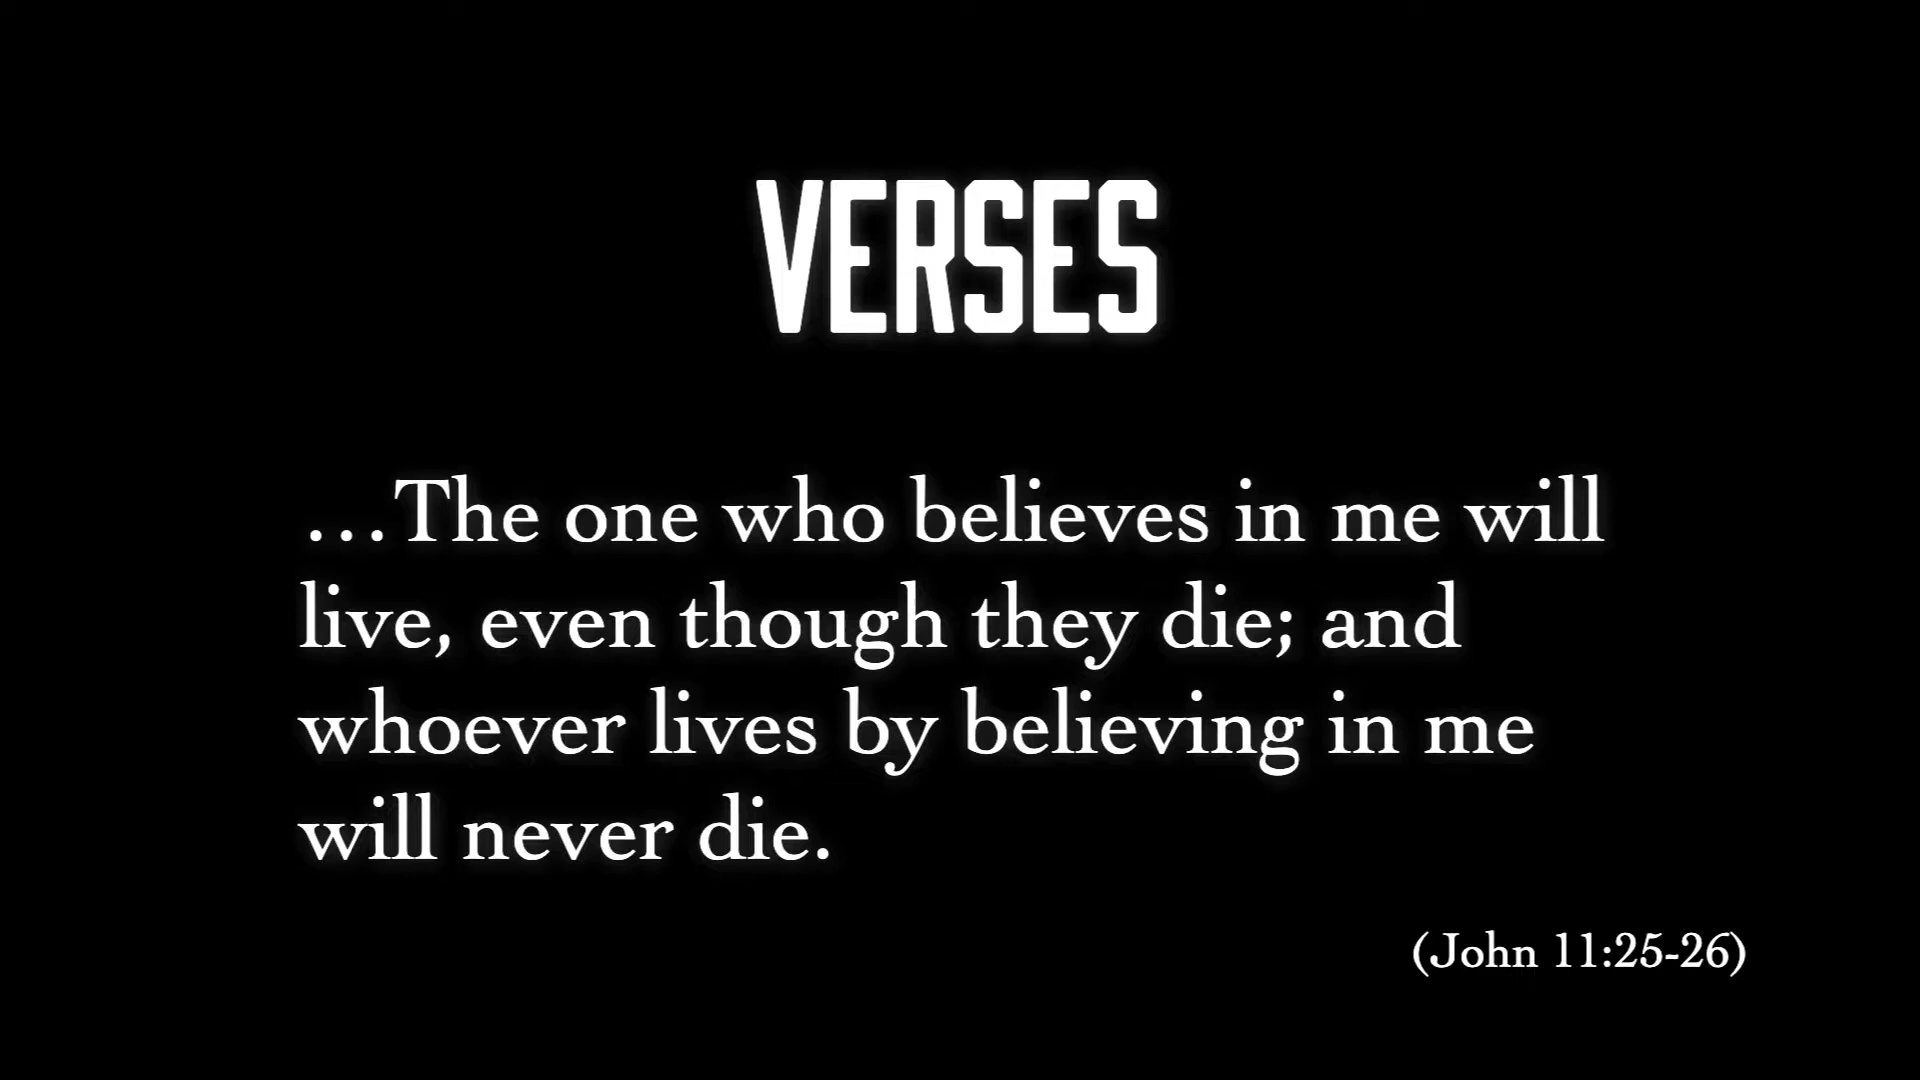 VERSES
...The one who believes in me will
live, even though they die; and
whoever lives by believing in me
will never die.
(John 11:25-26)